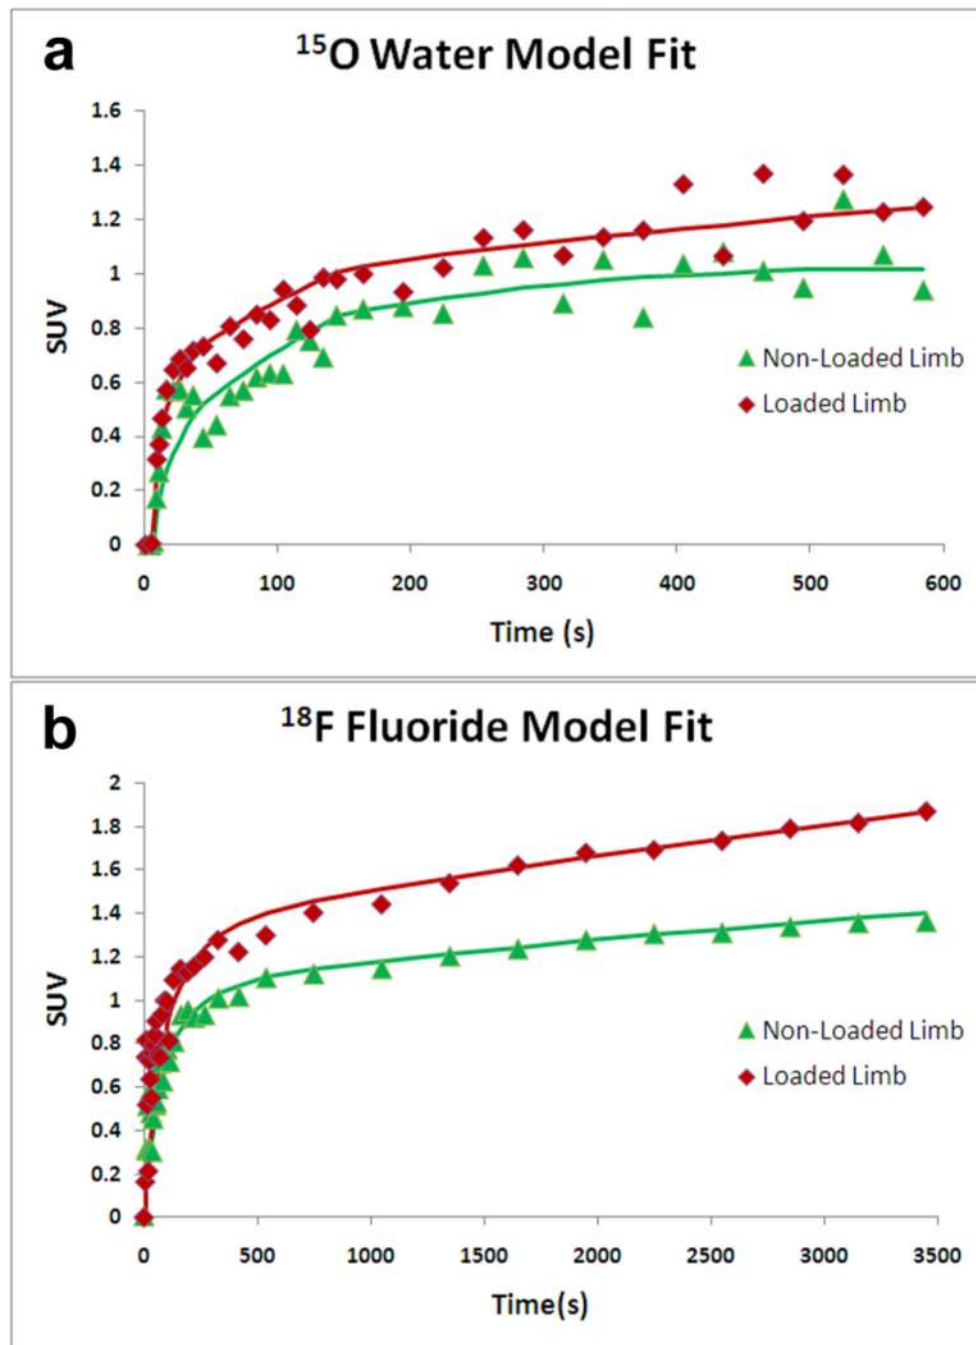 a
¹⁵O Water Model Fit
1.6
1.4
1.2
1
0.8
0.6
0.4
0.2
0
SUV
Non-Loaded Limb
Loaded Limb
0 100 200 300 400 500 600
Time (s)
b
¹⁸F Fluoride Model Fit
2
1.8
1.6
1.4
1.2
1
0.8
0.6
0.4
0.2
0
SUV
Non-Loaded Limb
Loaded Limb
0 500 1000 1500 2000 2500 3000 3500
Time(s)